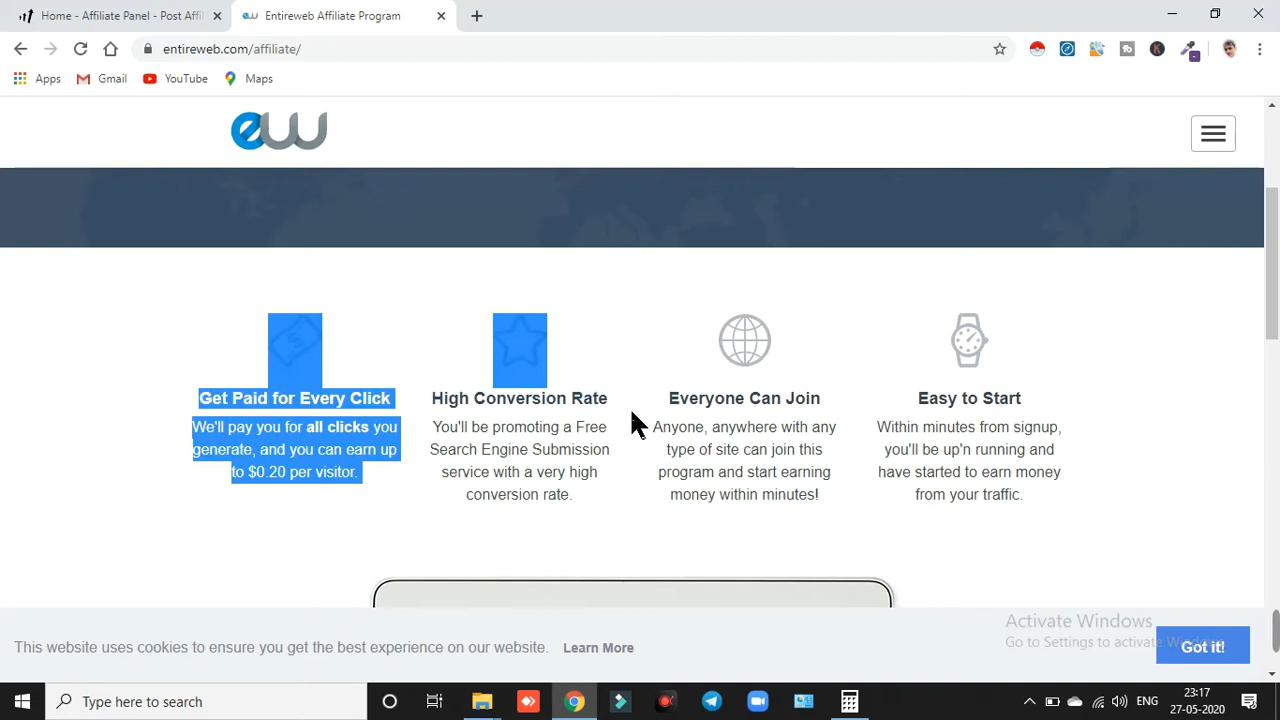 Home - Affiliate Panel - Post Affil
Entireweb Affiliate Program
entireweb.com/affiliate/
Apps Gmail YouTube Maps
ew
Get Paid for Every Click
We'll pay you for all clicks you
generate, and you can earn up
to $0.20 per visitor.
High Conversion Rate
You'll be promoting a Free
Search Engine Submission
service with a very high
conversion rate.
Everyone Can Join
Anyone, anywhere with any
type of site can join this
program and start earning
money within minutes!
Easy to Start
Within minutes from signup,
you'll be up'n running and
have started to earn money
from your traffic.
Activate Windows
Go to Settings to activate Windows.
This website uses cookies to ensure you get the best experience on our website. Learn More
Got it!
Type here to search
ENG
23:17
27-05-2020